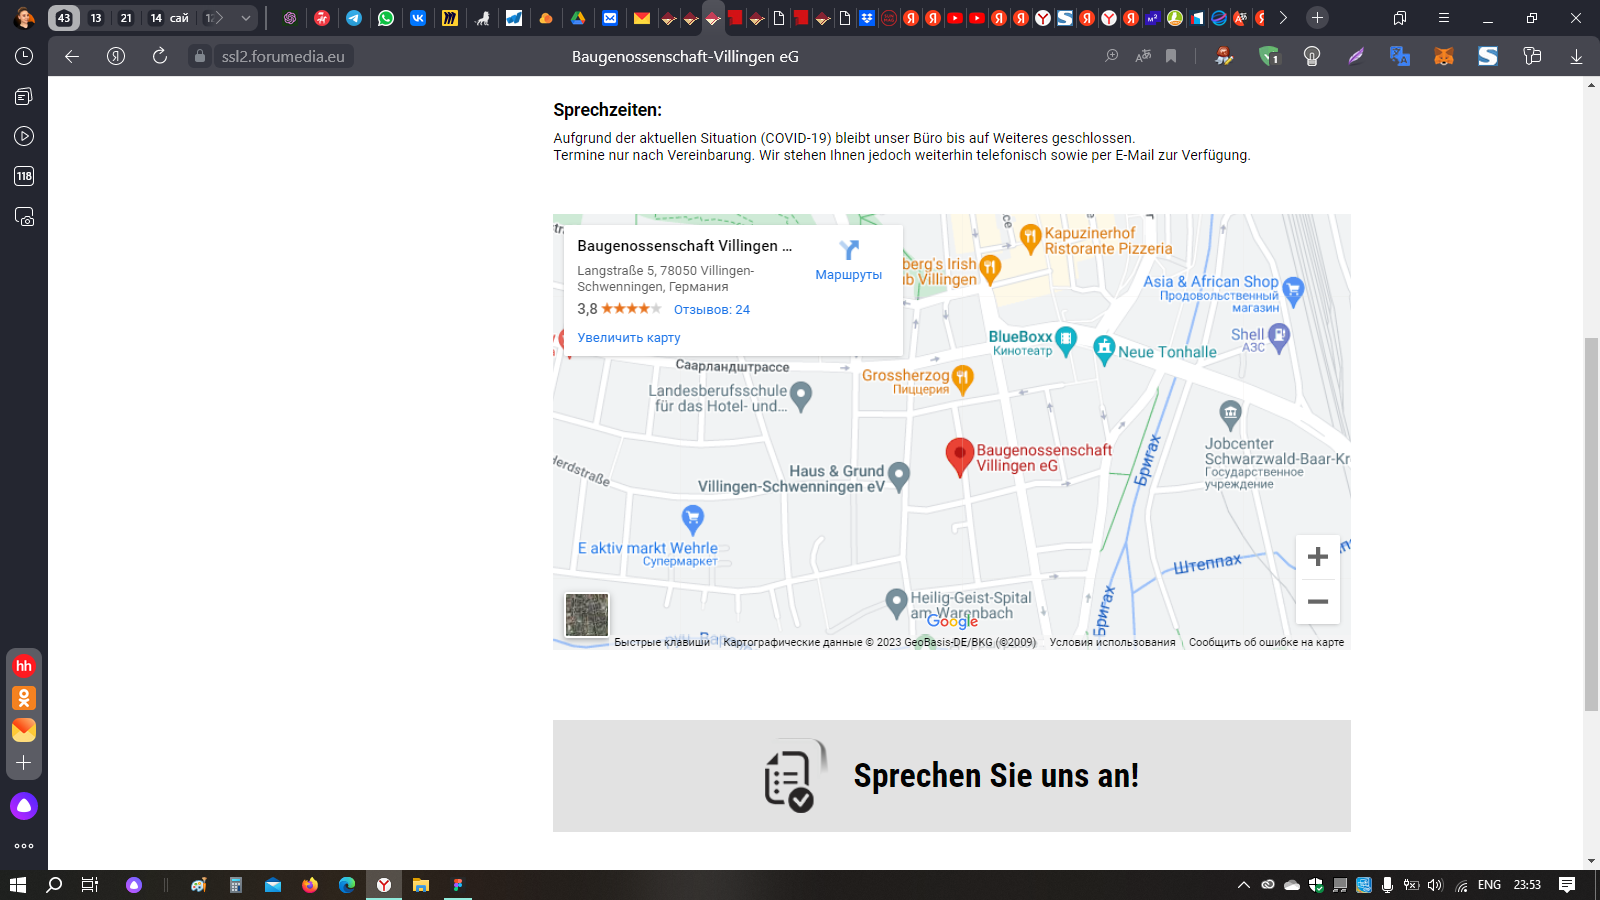 43
13
21
14 сай
ssl2.forumedia.eu
Baugenossenschaft-Villingen eG
1
118
hh
Sprechzeiten:
Aufgrund der aktuellen Situation (COVID-19) bleibt unser Büro bis auf Weiteres geschlossen.
Termine nur nach Vereinbarung. Wir stehen Ihnen jedoch weiterhin telefonisch sowie per E-Mail zur Verfügung.
Baugenossenschaft Villingen ...
Langstraße 5, 78050 Villingen-
Schwenningen, Германия
3,8
Отзывов: 24
Увеличить карту
Маршруты
Kapuzinerhof
Ristorante Pizzeria
berg's Irish
ub Villingen
Asia & African Shop
Продовольственный
магазин
BlueBoxx
Кинотеатр
Shell
АЗС
Neue Tonhalle
Саарландштрассе
Grossherzog
Пиццерия
Landesberufsschule
für das Hotel- und...
Baugenossenschaft
Villingen eG
Jobcenter
Schwarzwald-Baar-Kr
Государственное
учреждение
Бригах
Herdstraße
Haus & Grund
Villingen-Schwenningen eV
E aktiv markt Wehrle
Супермаркет
Штеппах
Heilig-Geist-Spital
am Warenbach
Бригах
Google
Быстрые клавиши
Картографические данные © 2023 GeoBasis-DE/BKG (©2009)
Условия использования
Сообщить об ошибке на карте
Sprechen Sie uns an!
ENG
23:53